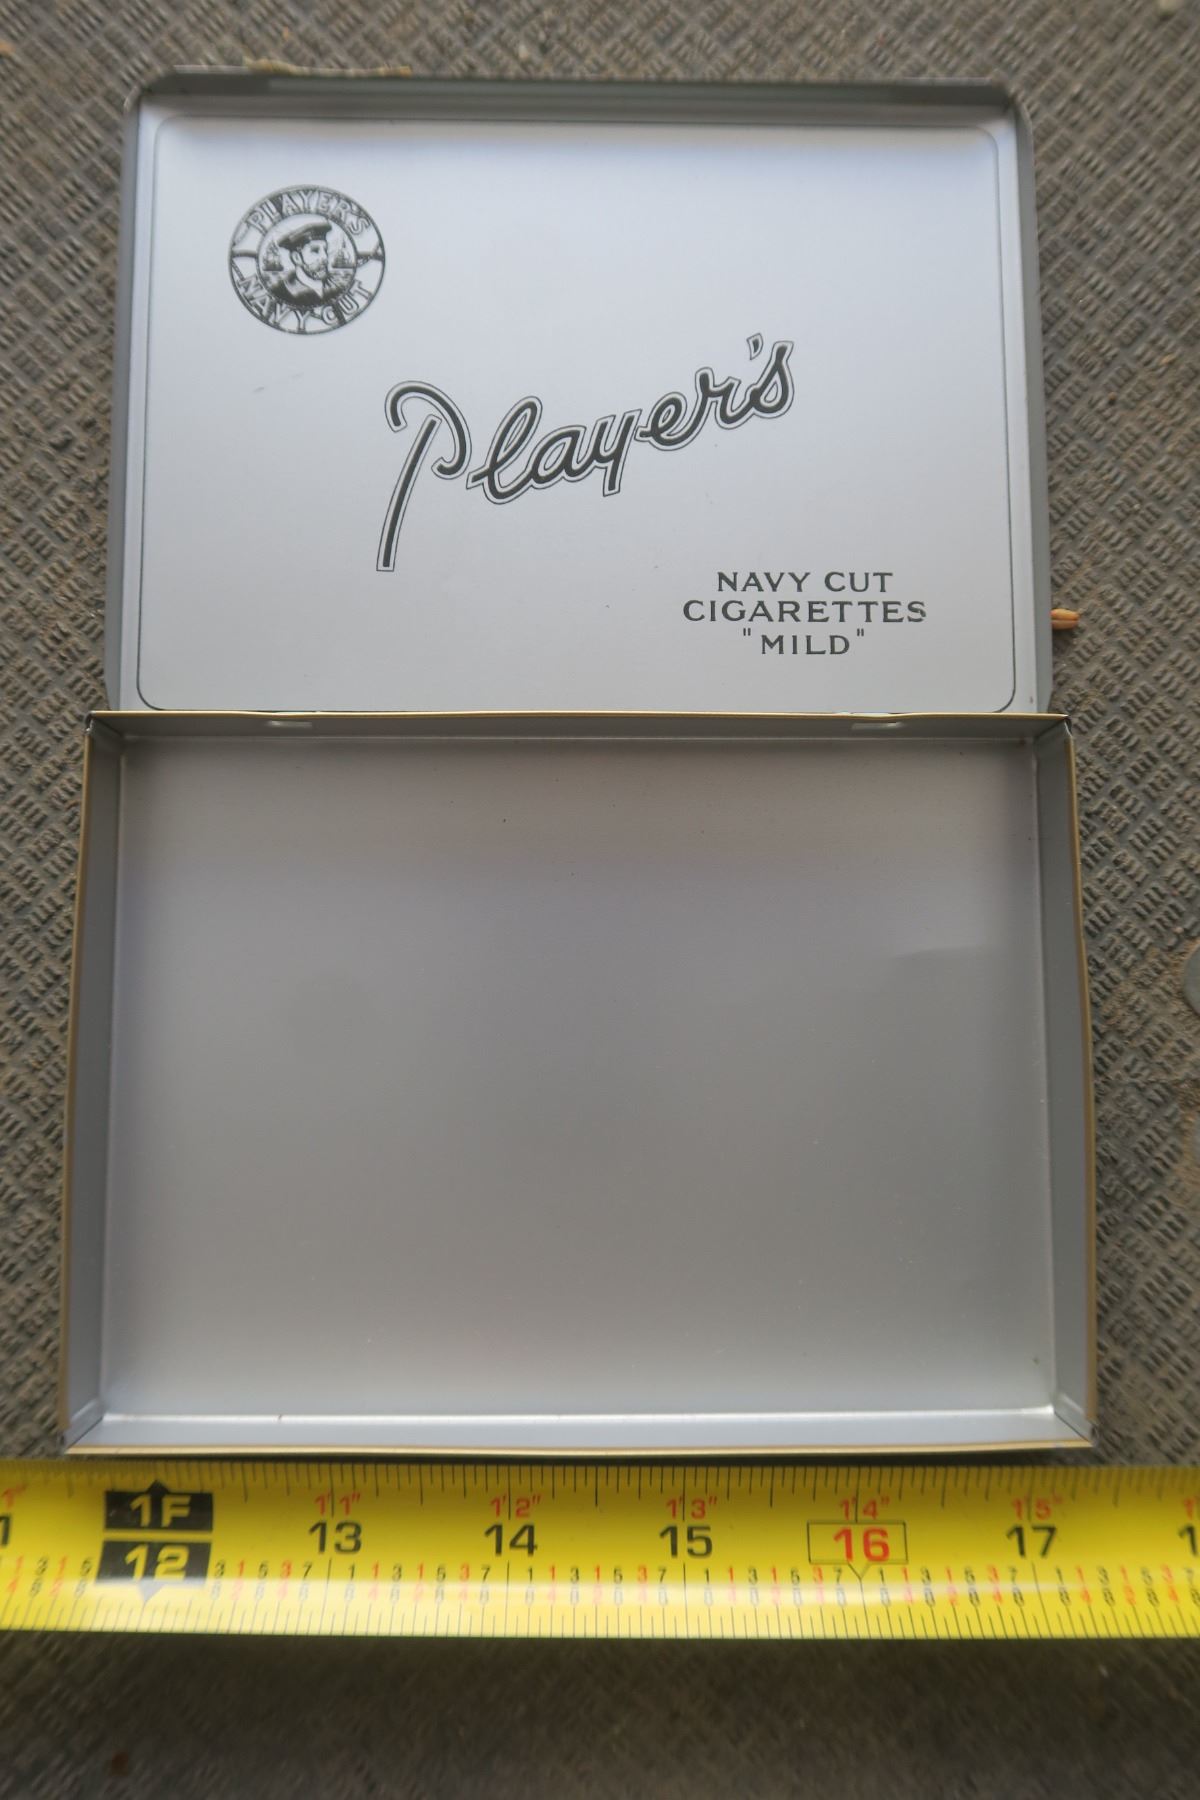 PLAYER'S
NAVY CUT
Player's
NAVY CUT
CIGARETTES
"MILD"
1F 1'1" 1'2" 1'3" 1'4" 1'5"
12 13 14 15 16 17